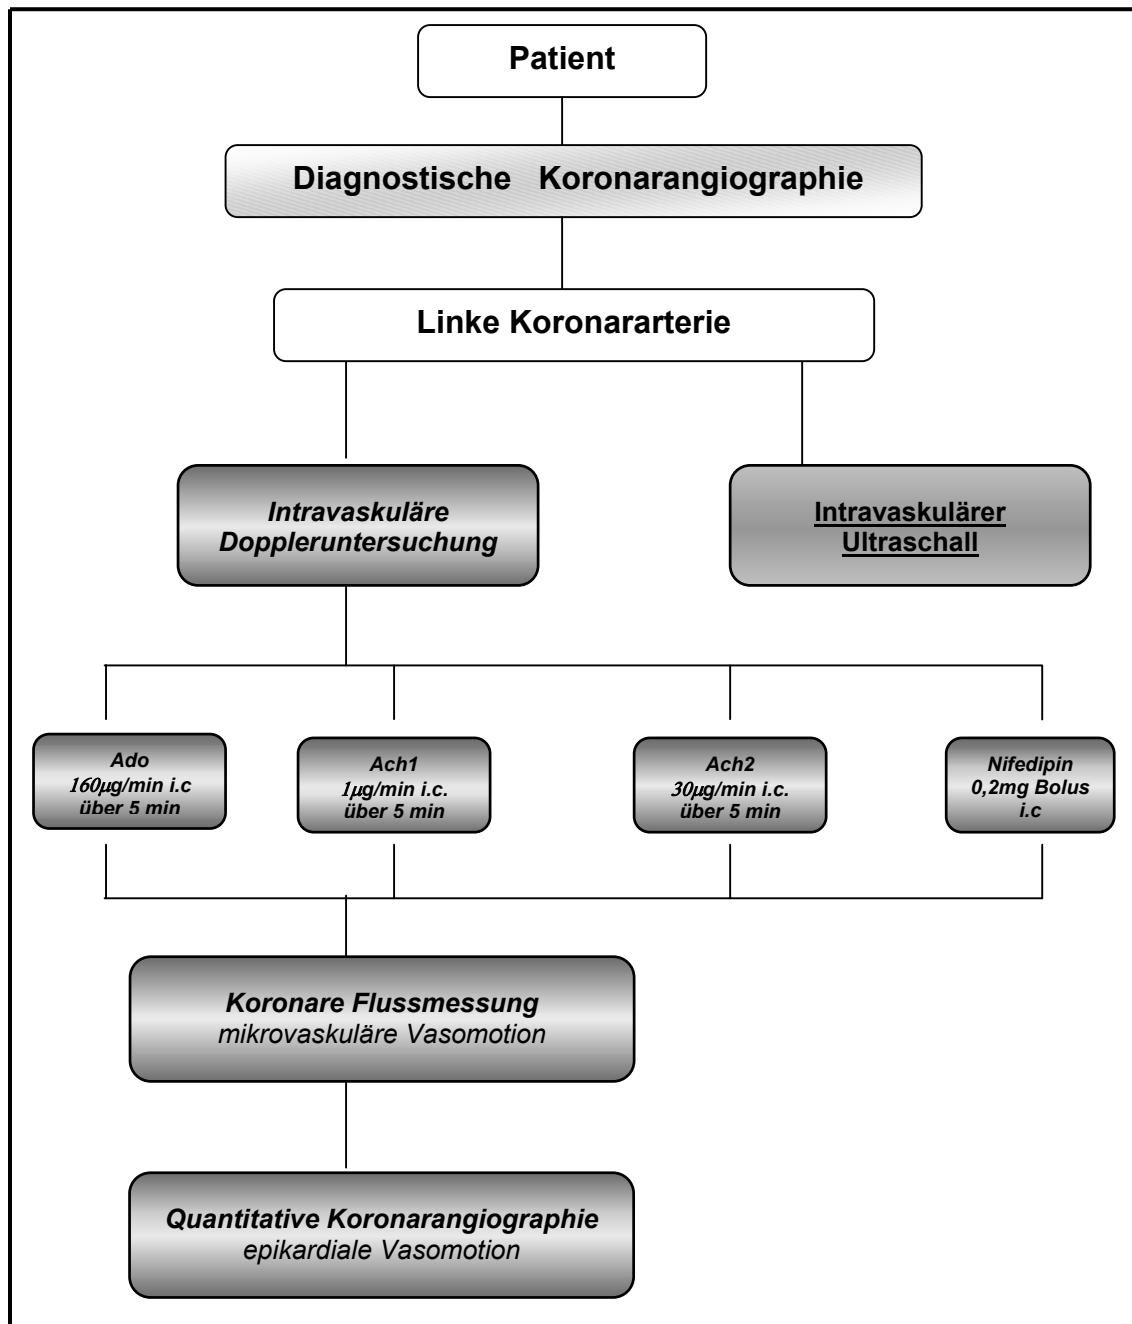 Patient
Diagnostische Koronarangiographie
Linke Koronararterie
Intravaskuläre
Doppleruntersuchung
Intravaskulärer
Ultraschall
Ado
160µg/min i.c
über 5 min
Ach1
1µg/min i.c.
über 5 min
Ach2
30µg/min i.c.
über 5 min
Nifedipin
0,2mg Bolus
i.c
Koronare Flussmessung
mikrovaskuläre Vasomotion
Quantitative Koronarangiographie
epikardiale Vasomotion